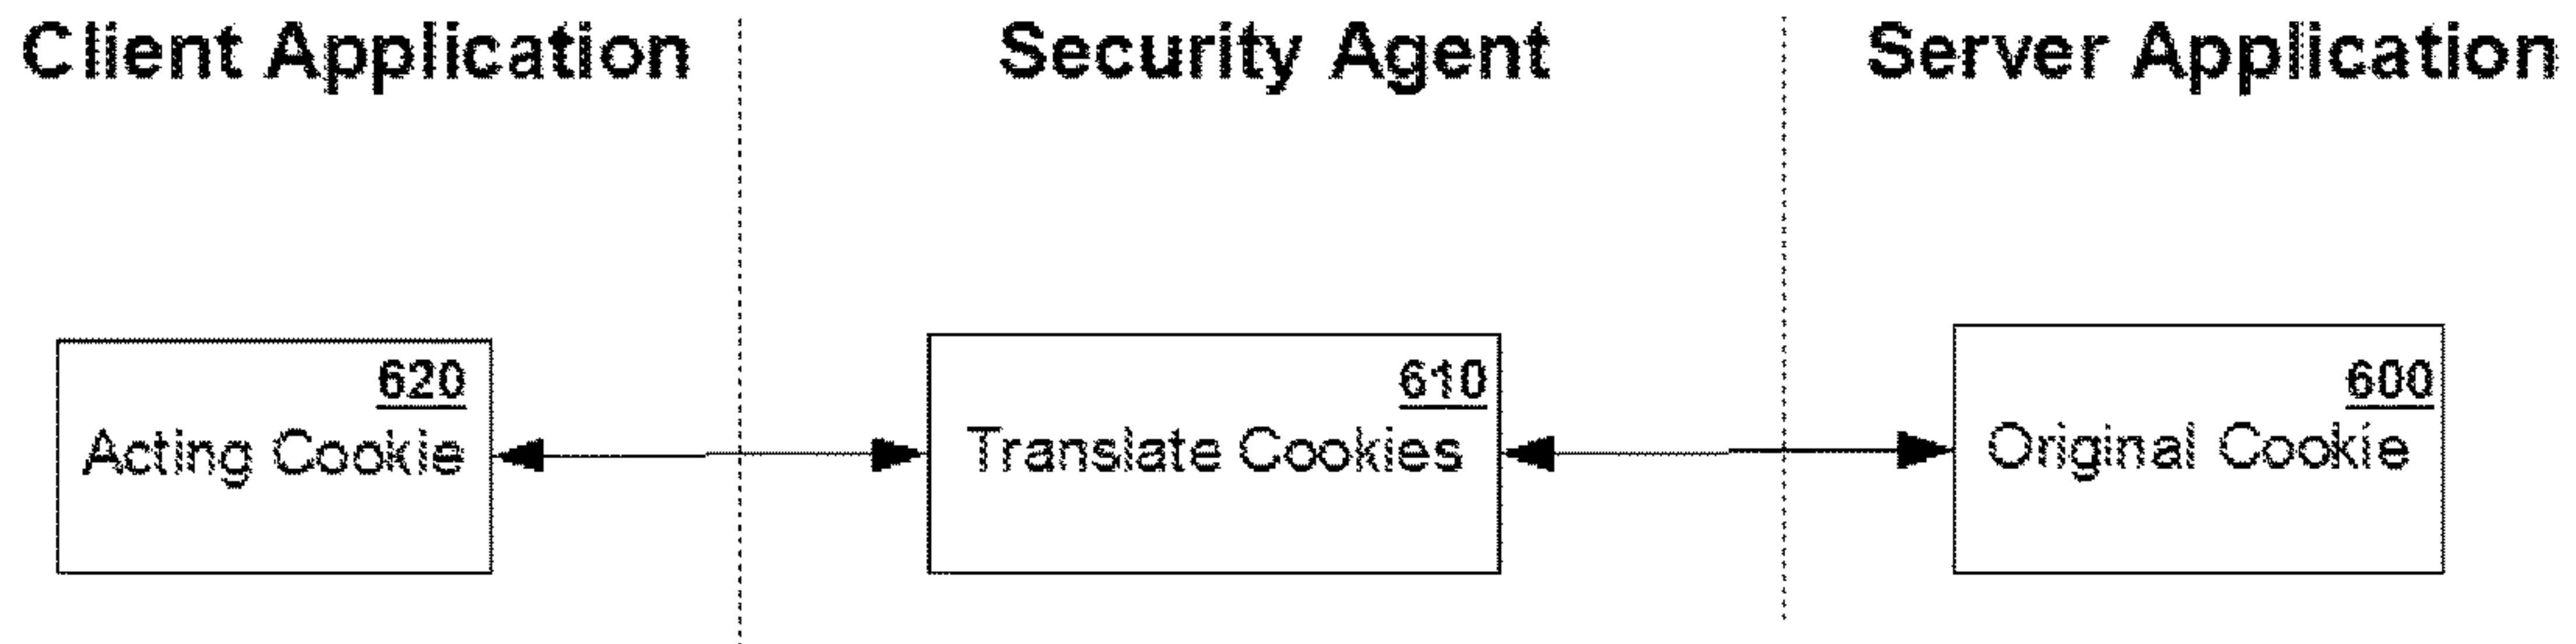 Client Application
Security Agent
Server Application
620
Acting Cookie
610
Translate Cookies
600
Original Cookie